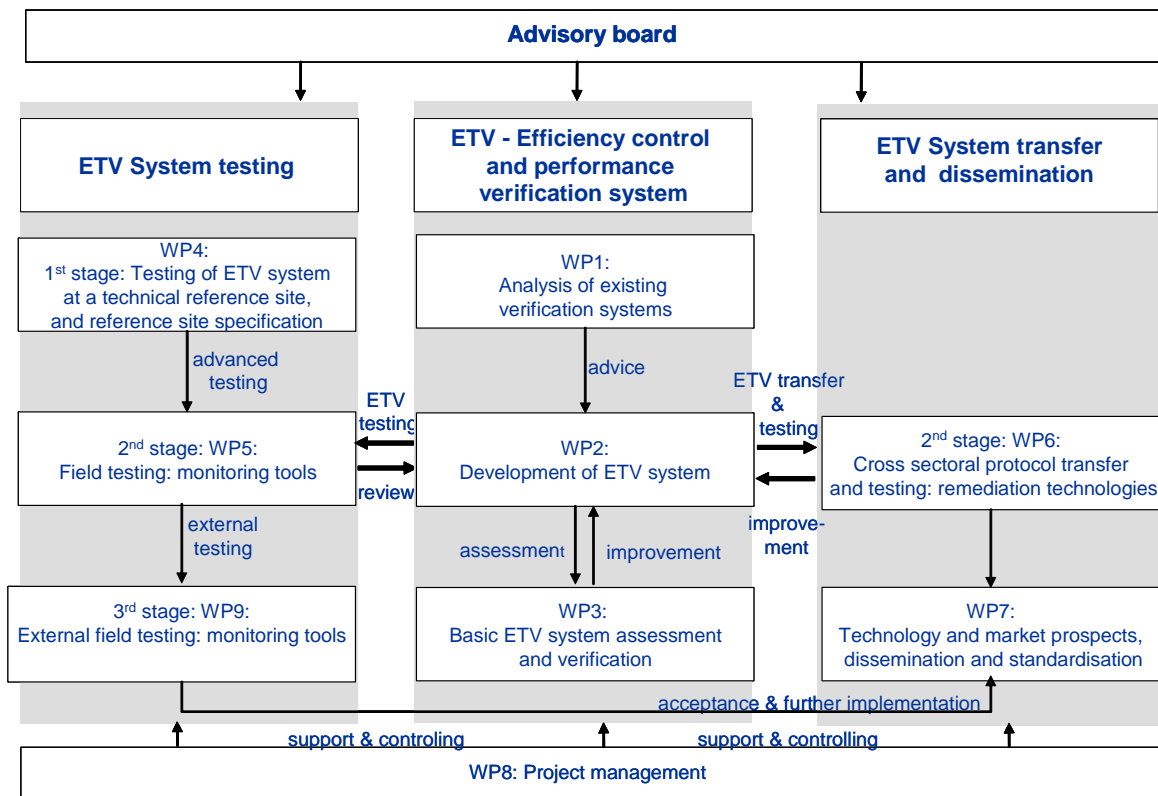 Advisory board
ETV System testing
ETV - Efficiency control
and performance
verification system
ETV System transfer
and dissemination
WP4:
1st stage: Testing of ETV system
at a technical reference site,
and reference site specification
WP1:
Analysis of existing
verification systems
advanced
testing
advice
ETV
testing
ETV transfer
&
testing
2nd stage: WP5:
Field testing: monitoring tools
WP2:
Development of ETV system
2nd stage: WP6:
Cross sectoral protocol transfer
and testing: remediation technologies
review
improve-
ment
external
testing
assessment
improvement
3rd stage: WP9:
External field testing: monitoring tools
WP3:
Basic ETV system assessment
and verification
WP7:
Technology and market prospects,
dissemination and standardisation
acceptance & further implementation
support & controling
support & controlling
WP8: Project management